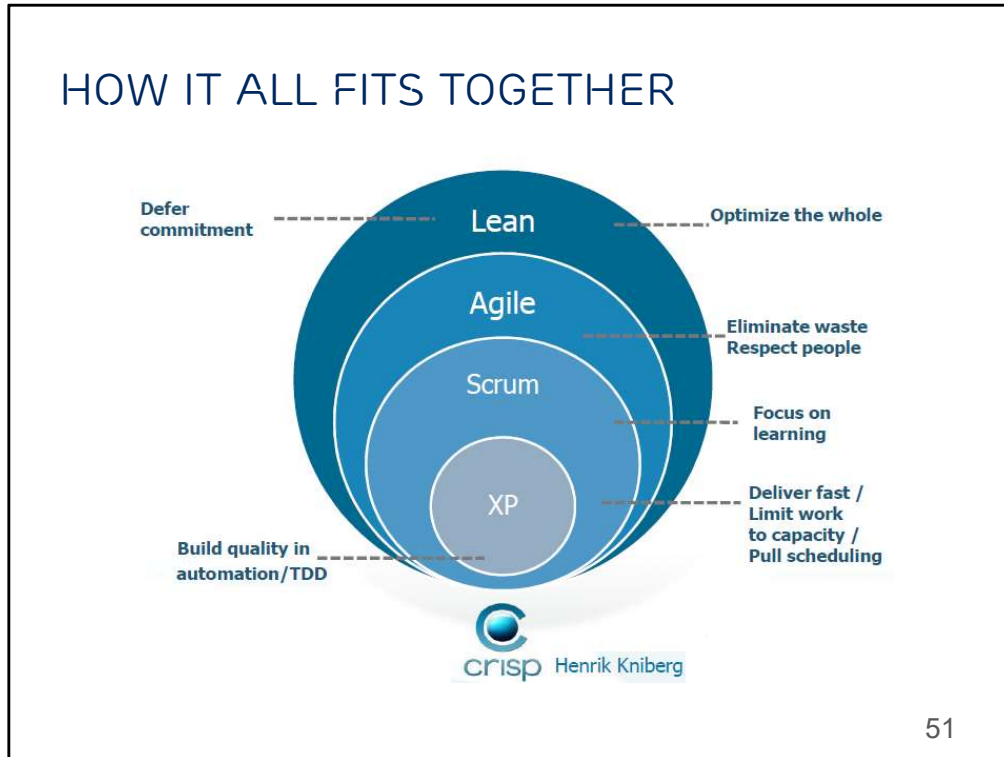 HOW IT ALL FITS TOGETHER
Defer
commitment
Lean
Optimize the whole
Agile
Eliminate waste
Respect people
Scrum
Focus on
learning
XP
Deliver fast /
Limit work
to capacity /
Pull scheduling
Build quality in
automation/TDD
crisp Henrik Kniberg
51